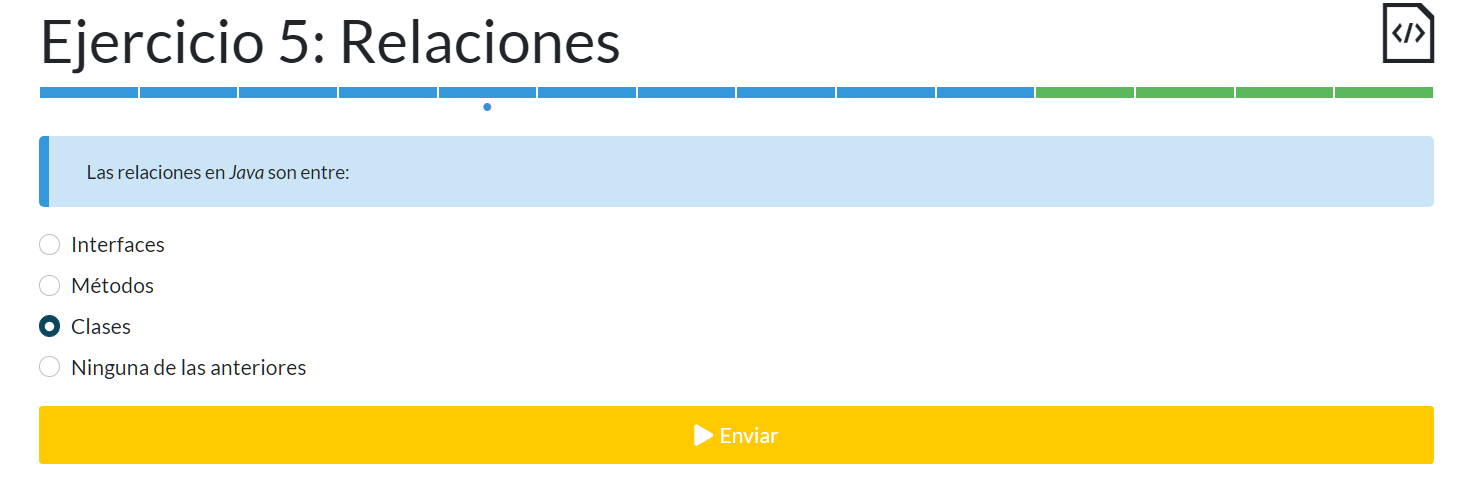 Ejercicio 5: Relaciones
</>
Las relaciones en Java son entre:
Interfaces
Métodos
Clases
Ninguna de las anteriores
Enviar